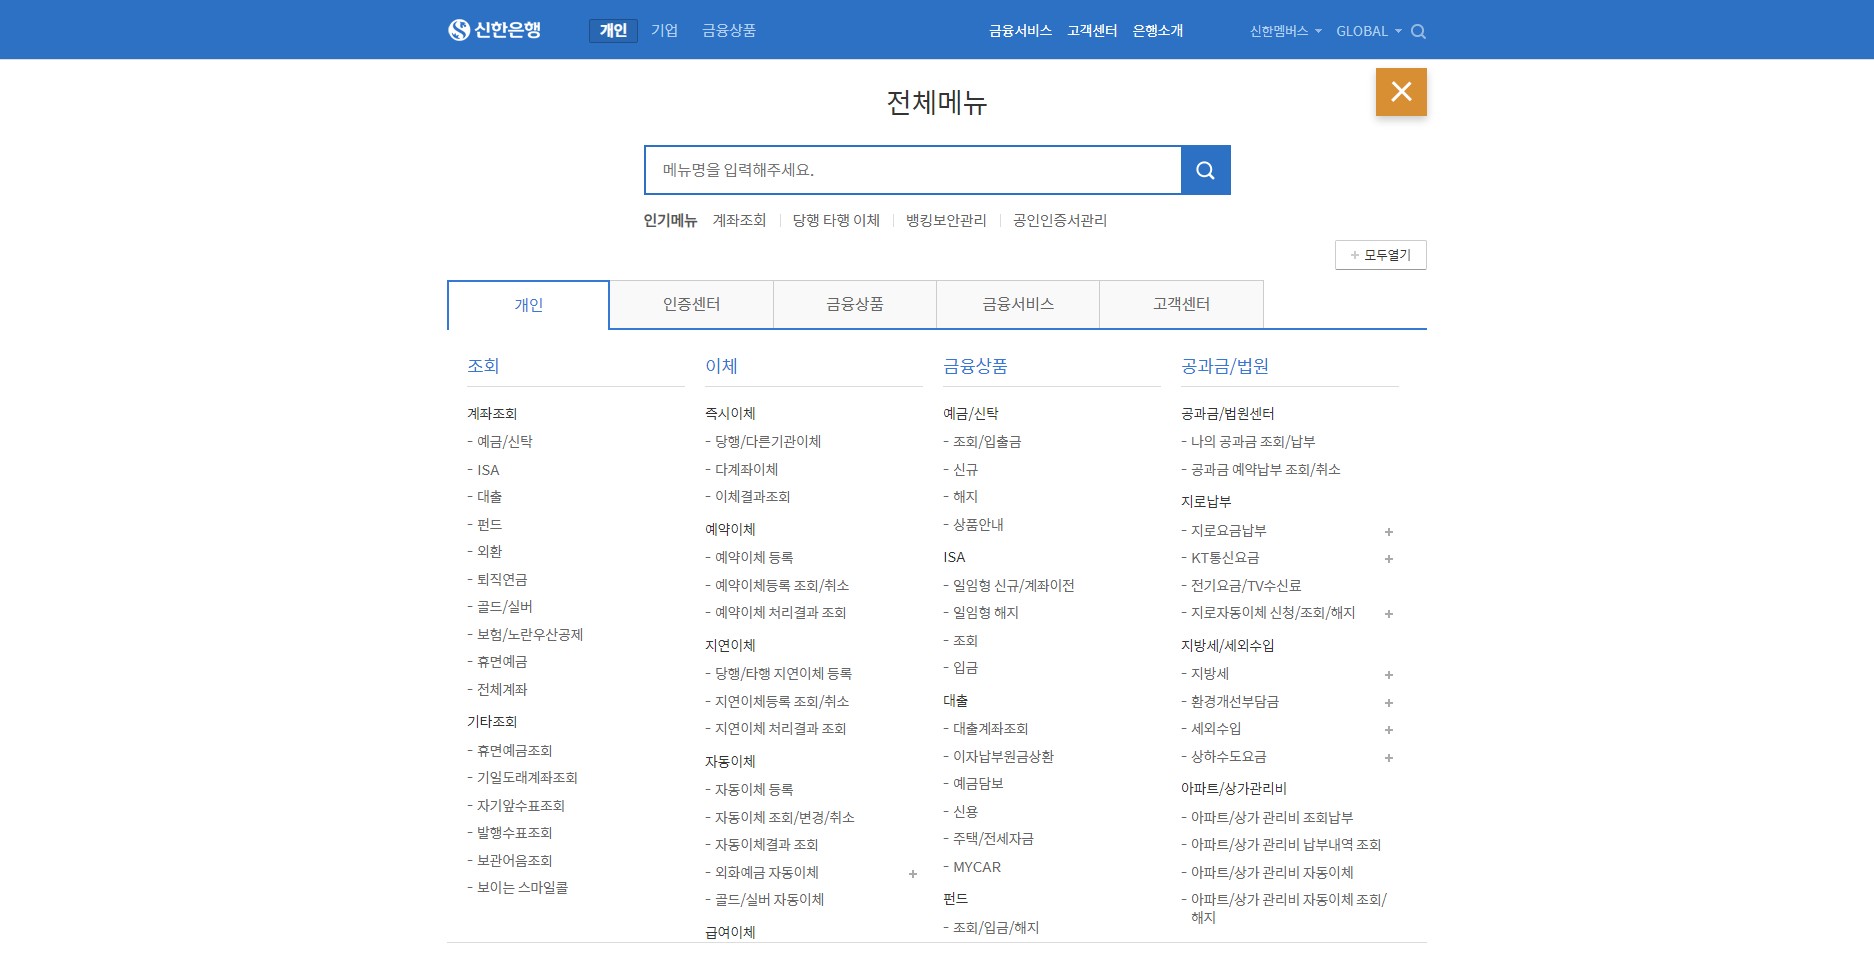 신한은행
개인 기업 금융상품 금융서비스 고객센터 은행소개 신한멤버스 GLOBAL
전체메뉴
메뉴명을 입력해주세요.
인기메뉴 계좌조회 당행 타행 이체 뱅킹보안관리 공인인증서관리
+ 모두열기
개인 인증센터 금융상품 금융서비스 고객센터
조회
계좌조회
- 예금/신탁
- ISA
- 대출
- 펀드
- 외환
- 퇴직연금
- 골드/실버
- 보험/노란우산공제
- 휴면예금
- 전체계좌
기타조회
- 휴면예금조회
- 기일도래계좌조회
- 자기앞수표조회
- 발행수표조회
- 보관어음조회
- 보이는 스마일콜
이체
즉시이체
- 당행/다른기관이체
- 다계좌이체
- 이체결과조회
예약이체
- 예약이체 등록
- 예약이체등록 조회/취소
- 예약이체 처리결과 조회
지연이체
- 당행/타행 지연이체 등록
- 지연이체등록 조회/취소
- 지연이체 처리결과 조회
자동이체
- 자동이체 등록
- 자동이체 조회/변경/취소
- 자동이체결과 조회
- 외화예금 자동이체 +
- 골드/실버 자동이체
급여이체
금융상품
예금/신탁
- 조회/입출금
- 신규
- 해지
- 상품안내
ISA
- 일임형 신규/계좌이전
- 일임형 해지
- 조회
- 입금
대출
- 대출계좌조회
- 이자납부원금상환
- 예금담보
- 신용
- 주택/전세자금
- MYCAR
펀드
- 조회/입금/해지
공과금/법원
공과금/법원센터
- 나의 공과금 조회/납부
- 공과금 예약납부 조회/취소
지로납부
- 지로요금납부 +
- KT통신요금 +
- 전기요금/TV수신료
- 지로자동이체 신청/조회/해지 +
지방세/세외수입
- 지방세 +
- 환경개선부담금 +
- 세외수입 +
- 상하수도요금 +
아파트/상가관리비
- 아파트/상가 관리비 조회납부
- 아파트/상가 관리비 납부내역 조회
- 아파트/상가 관리비 자동이체
- 아파트/상가 관리비 자동이체 조회/
해지